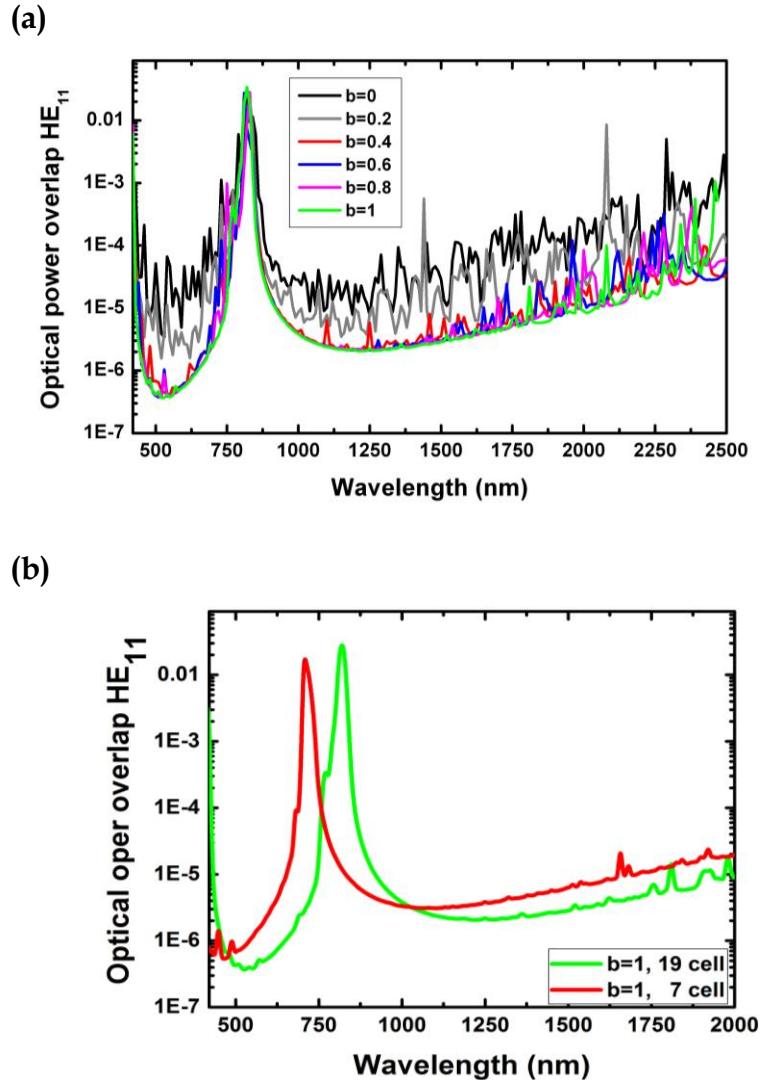 (a)
Optical power overlap HE11
0.01
1E-3
1E-4
1E-5
1E-6
1E-7
b=0
b=0.2
b=0.4
b=0.6
b=0.8
b=1
500 750 1000 1250 1500 1750 2000 2250 2500
Wavelength (nm)
(b)
Optical oper overlap HE11
0.01
1E-3
1E-4
1E-5
1E-6
1E-7
b=1, 19 cell
b=1, 7 cell
500 750 1000 1250 1500 1750 2000
Wavelength (nm)